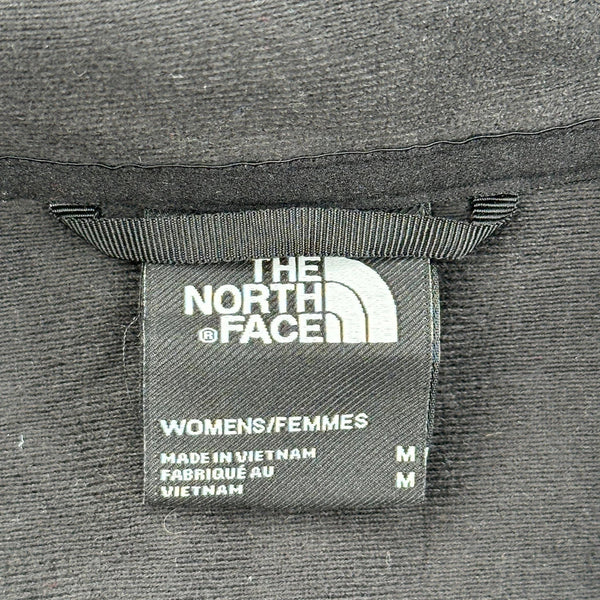 THE
NORTH
® FACE
WOMENS/FEMMES
MADE IN VIETNAM M /
FABRIQUÉ AU M
VIETNAM